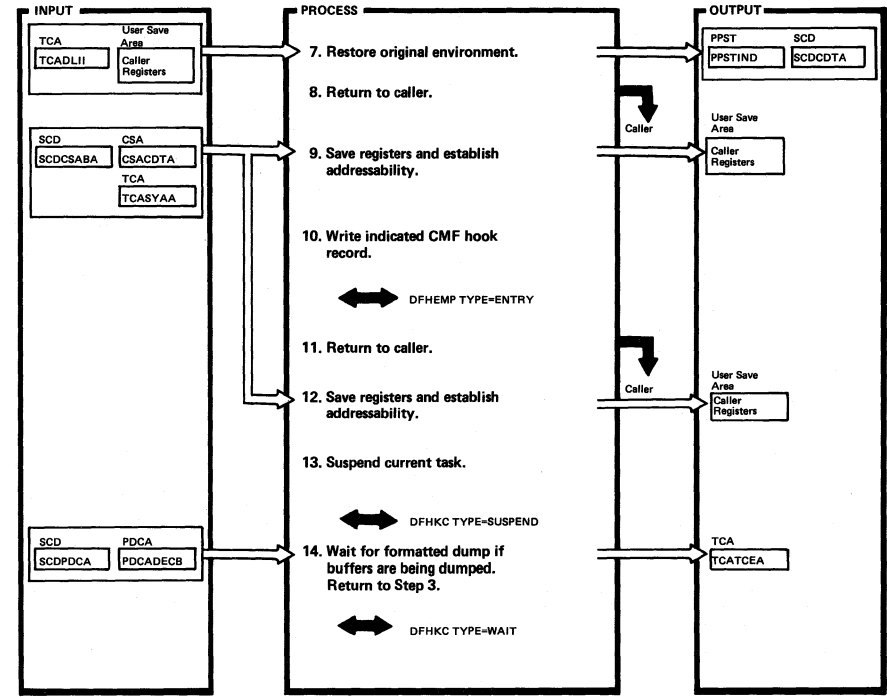 INPUT
PROCESS
OUTPUT
TCA
User Save
Area
TCADLII
Caller
Registers
7. Restore original environment.
PPST
SCD
PPSTIND
SCDCDTA
8. Return to caller.
Caller
SCD
CSA
SCDCSABA
CSACDTA
TCA
TCASYAA
9. Save registers and establish
addressability.
User Save
Area
Caller
Registers
10. Write indicated CMF hook
record.
DFHEMP TYPE=ENTRY
11. Return to caller.
Caller
12. Save registers and establish
addressability.
User Save
Area
Caller
Registers
13. Suspend current task.
DFHKC TYPE=SUSPEND
SCD
PDCA
SCDPDCA
PDCADECB
14. Wait for formatted dump if
buffers are being dumped.
Return to Step 3.
TCA
TCATCEA
DFHKC TYPE=WAIT